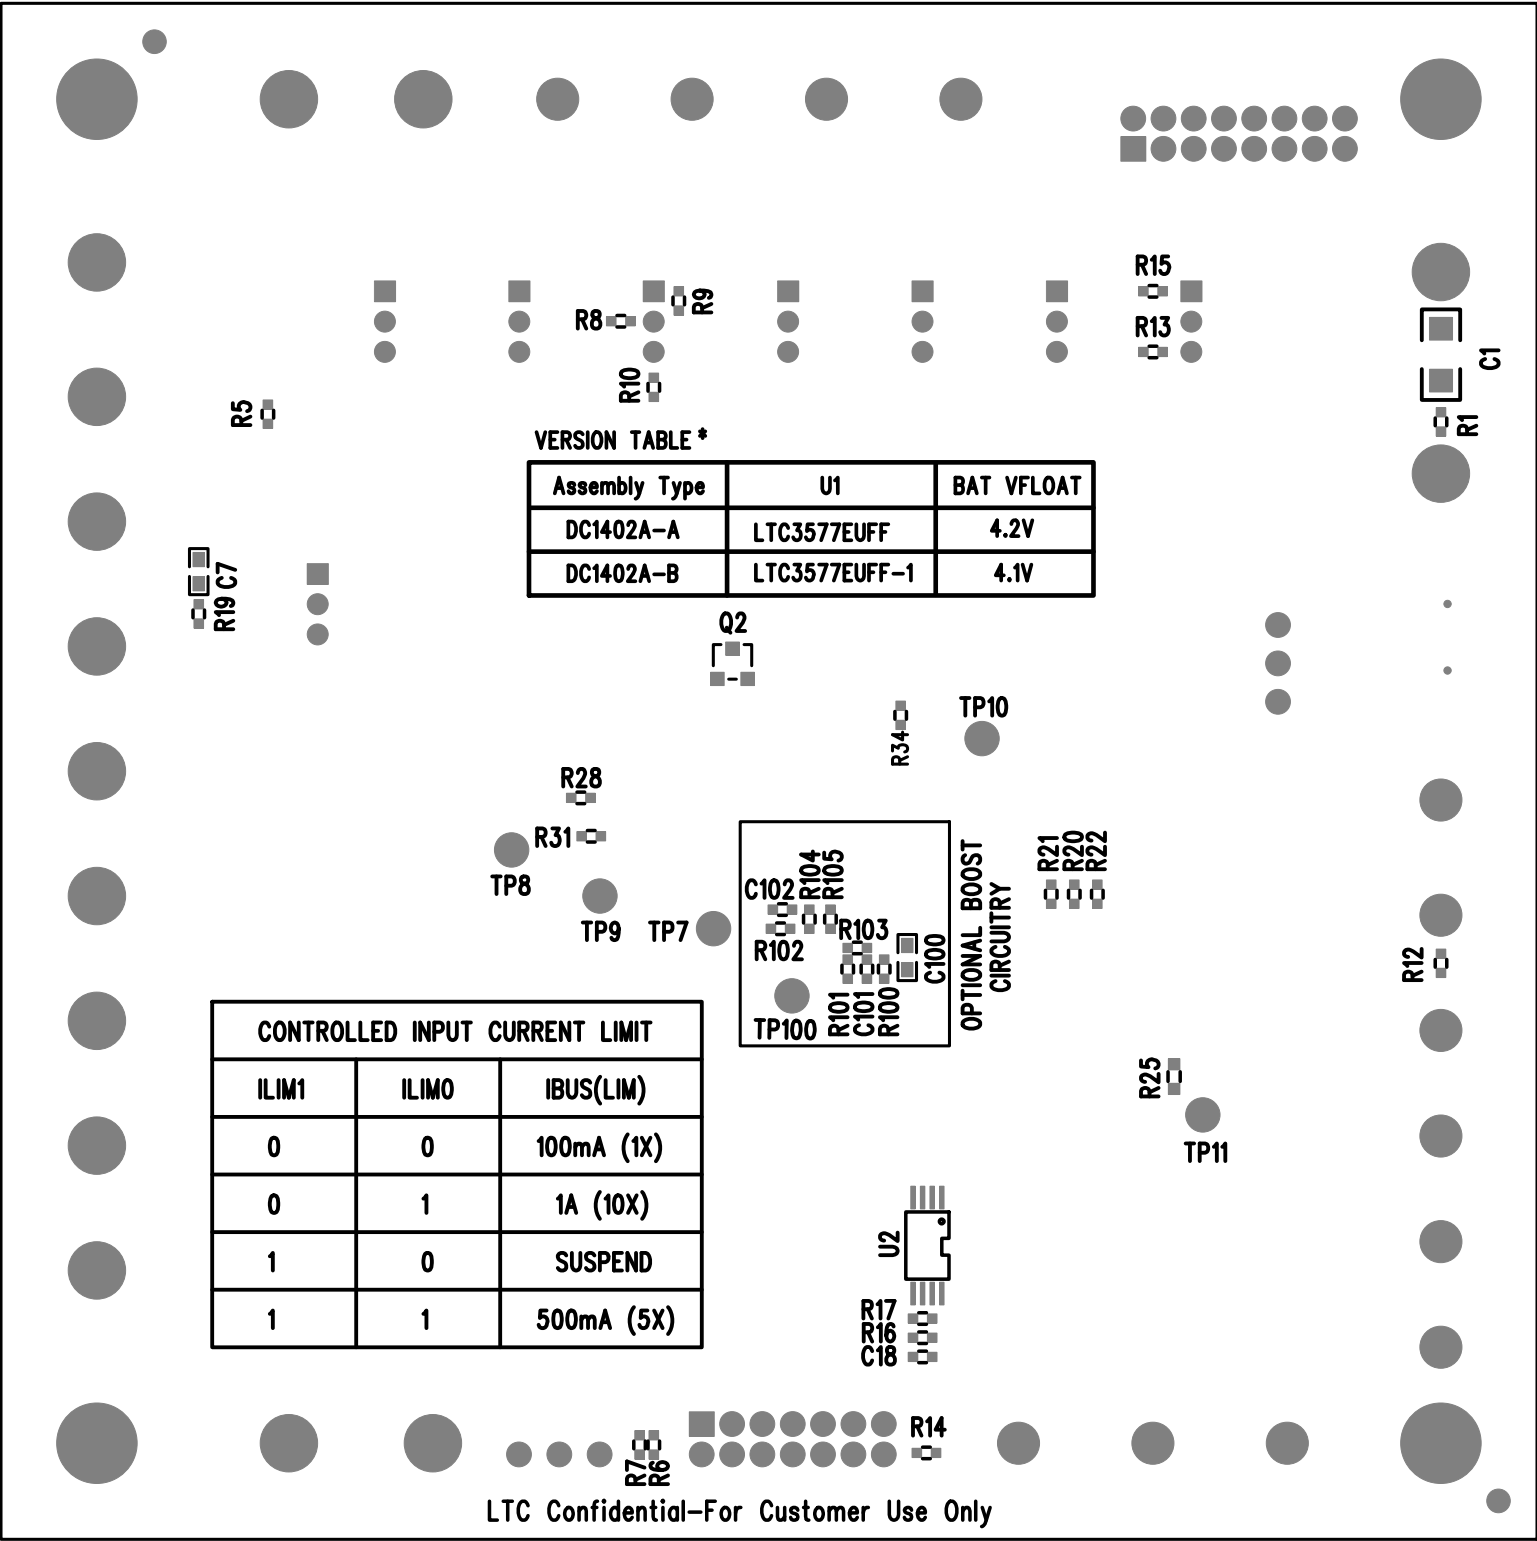 R15
R9
R8
R13
C1
R10
R5
R1
VERSION TABLE*
Assembly Type U1 BAT VFLOAT
DC1402A-A LTC3577EUFF 4.2V
DC1402A-B LTC3577EUFF-1 4.1V
C7
R19
Q2
TP10
R34
R28
R31
TP8
TP9
TP7
C102
R104
R105
R102
R103
C100
TP100
R101
C101
R100
OPTIONAL BOOST
CIRCUITRY
R21
R20
R22
R12
CONTROLLED INPUT CURRENT LIMIT
ILIM1 ILIM0 IBUS(LIM)
0 0 100mA (1X)
0 1 1A (10X)
1 0 SUSPEND
1 1 500mA (5X)
R25
TP11
U2
R17
R16
C18
R14
R7
R6
LTC Confidential-For Customer Use Only